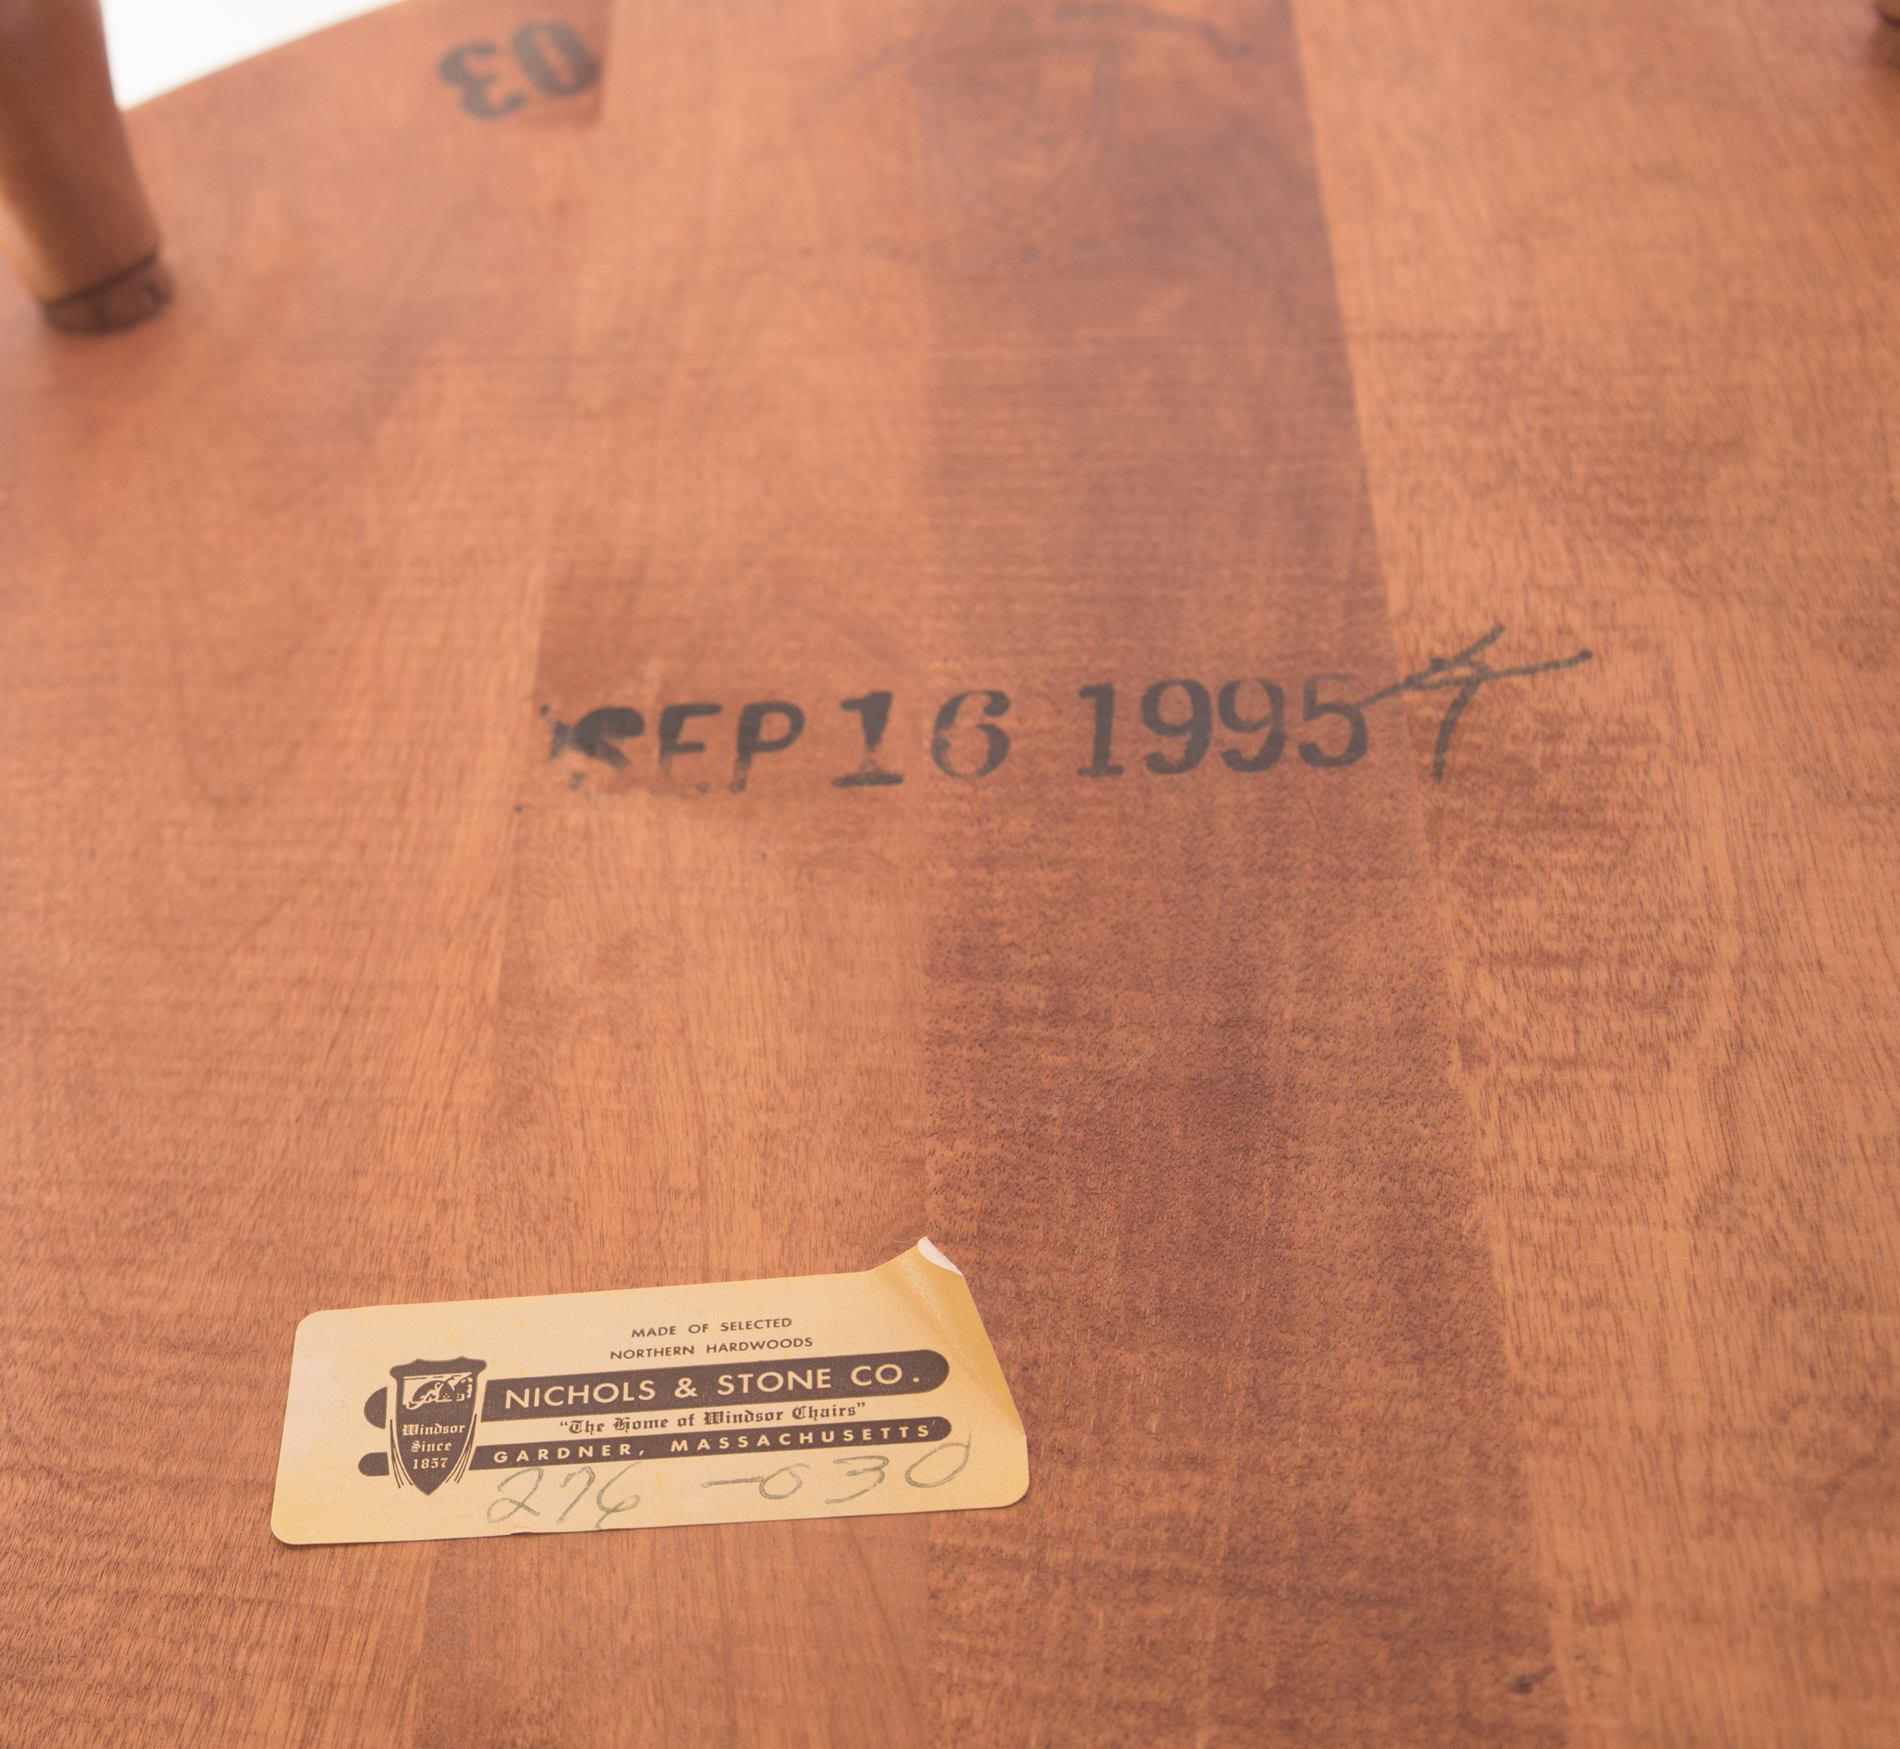 03
SEP 16 1995
MADE OF SELECTED
NORTHERN HARDWOODS
NICHOLS & STONE CO.
"The Home of Windsor Chairs"
GARDNER, MASSACHUSETTS
Windsor
Since
1857
276 -030